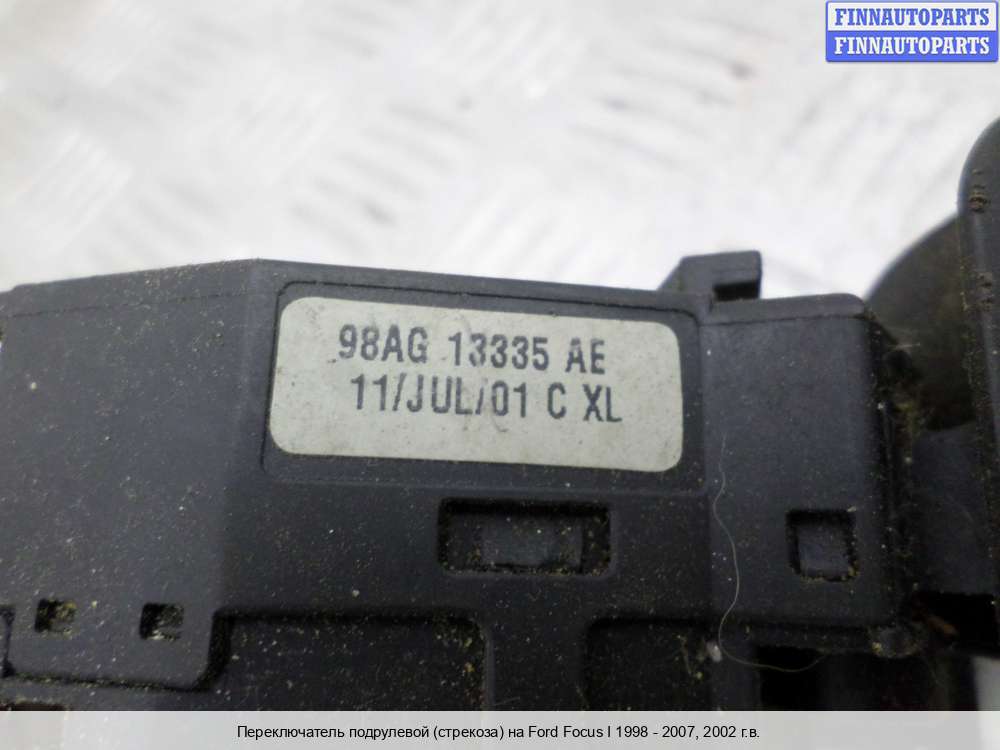 FINNAUTOPARTS
FINNAUTOPARTS
98AG 13335 AE
11/JUL/01 C XL
Переключатель подрулевой (стрекоза) на Ford Focus I 1998 - 2007, 2002 г.в.